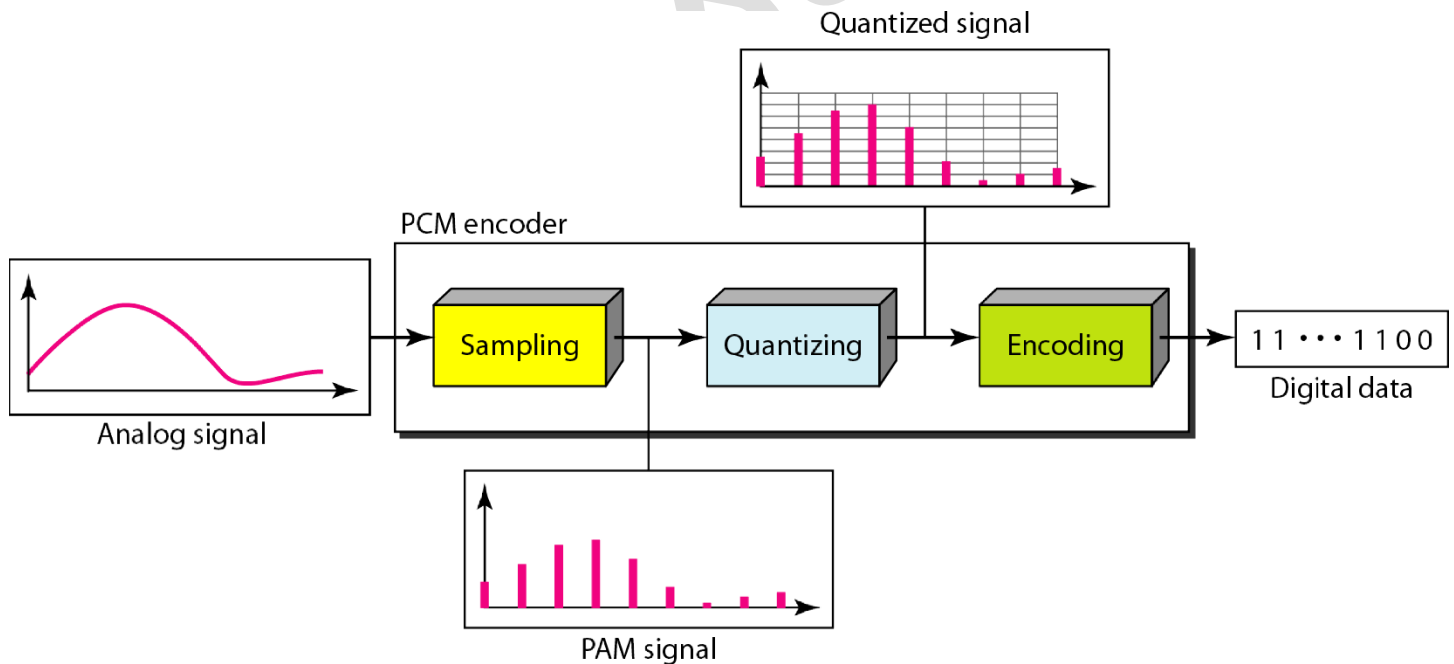 Quantized signal
PCM encoder
Sampling
Quantizing
Encoding
11 ••• 1100
Digital data
Analog signal
PAM signal